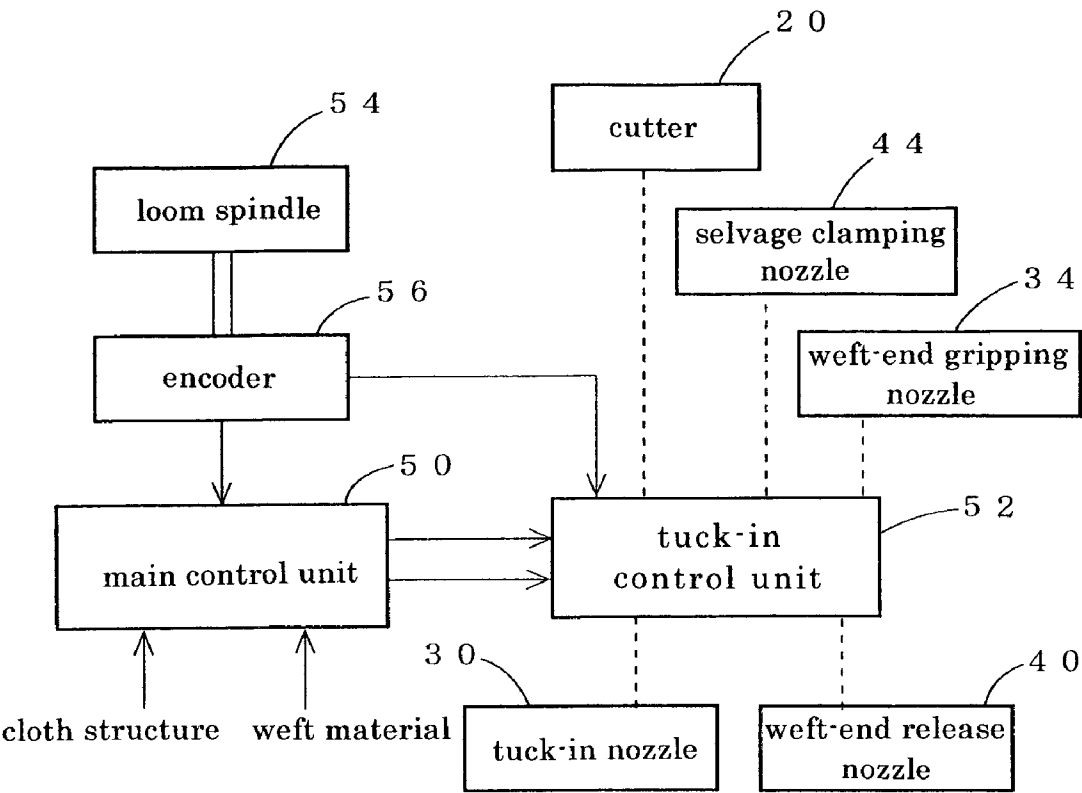 20
cutter
54
loom spindle
44
selvage clamping
nozzle
56
encoder
34
weft-end gripping
nozzle
50
main control unit
52
tuck-in
control unit
cloth structure
weft material
30
tuck-in nozzle
40
weft-end release
nozzle